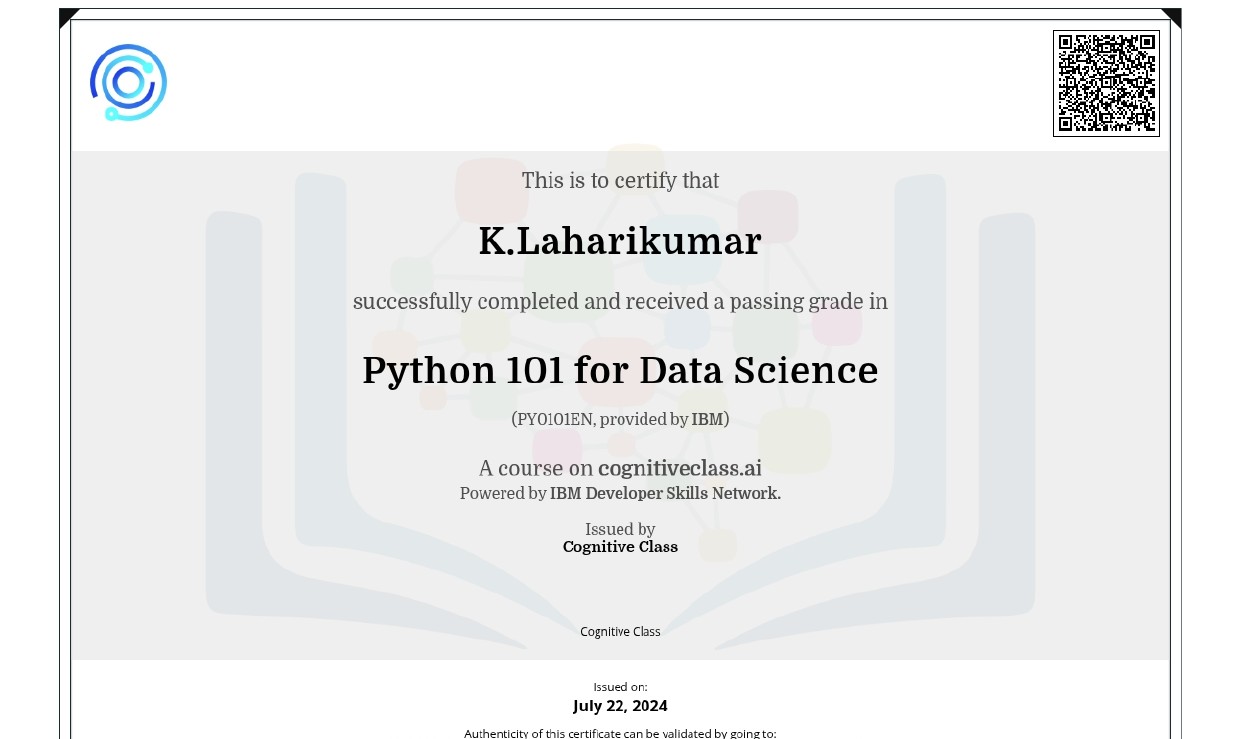 This is to certify that
K.Laharikumar
successfully completed and received a passing grade in
Python 101 for Data Science
(PY0101EN, provided by IBM)
A course on cognitiveclass.ai
Powered by IBM Developer Skills Network.
Issued by
Cognitive Class
Cognitive Class
Issued on:
July 22, 2024
Authenticity of this certificate can be validated by going to: